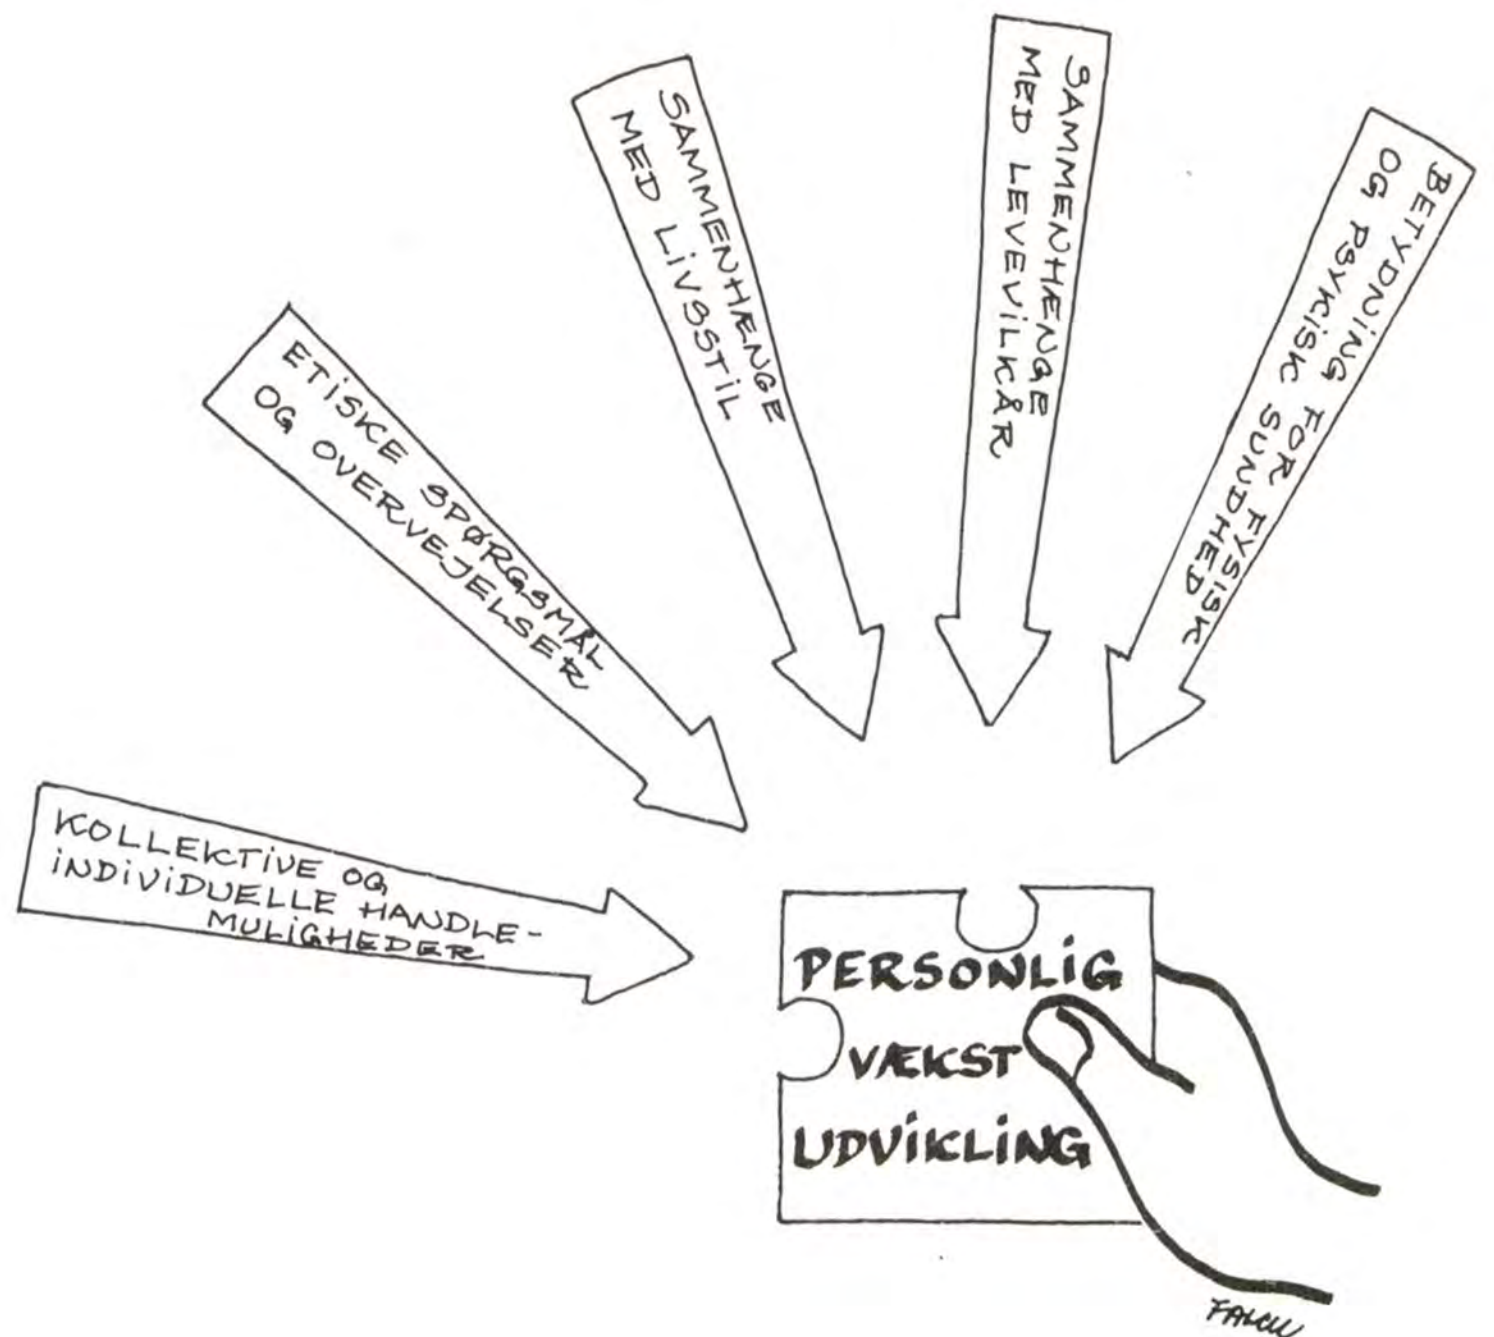 SAMMENHÆNGE
MED LIVSSTIL
SAMMENHÆNGE
MED LEVEVILKÅR
BETYDNING FOR FYSISK
OG PSYKISK SUNDHED
ETISKE SPØRGSMÅL
OG OVERVEJELSER
KOLLEKTIVE OG
INDIVIDUELLE HANDLE-
MULIGHEDER
PERSONLIG
VÆKST
UDVIKLING